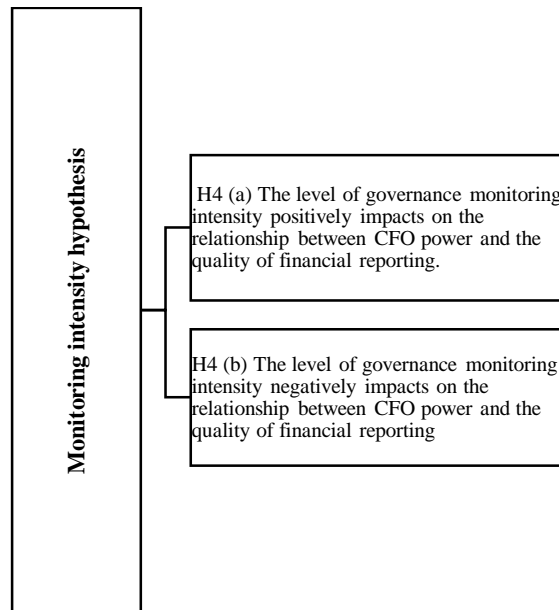 Monitoring intensity hypothesis
H4 (a) The level of governance monitoring
intensity positively impacts on the
relationship between CFO power and the
quality of financial reporting.
H4 (b) The level of governance monitoring
intensity negatively impacts on the
relationship between CFO power and the
quality of financial reporting